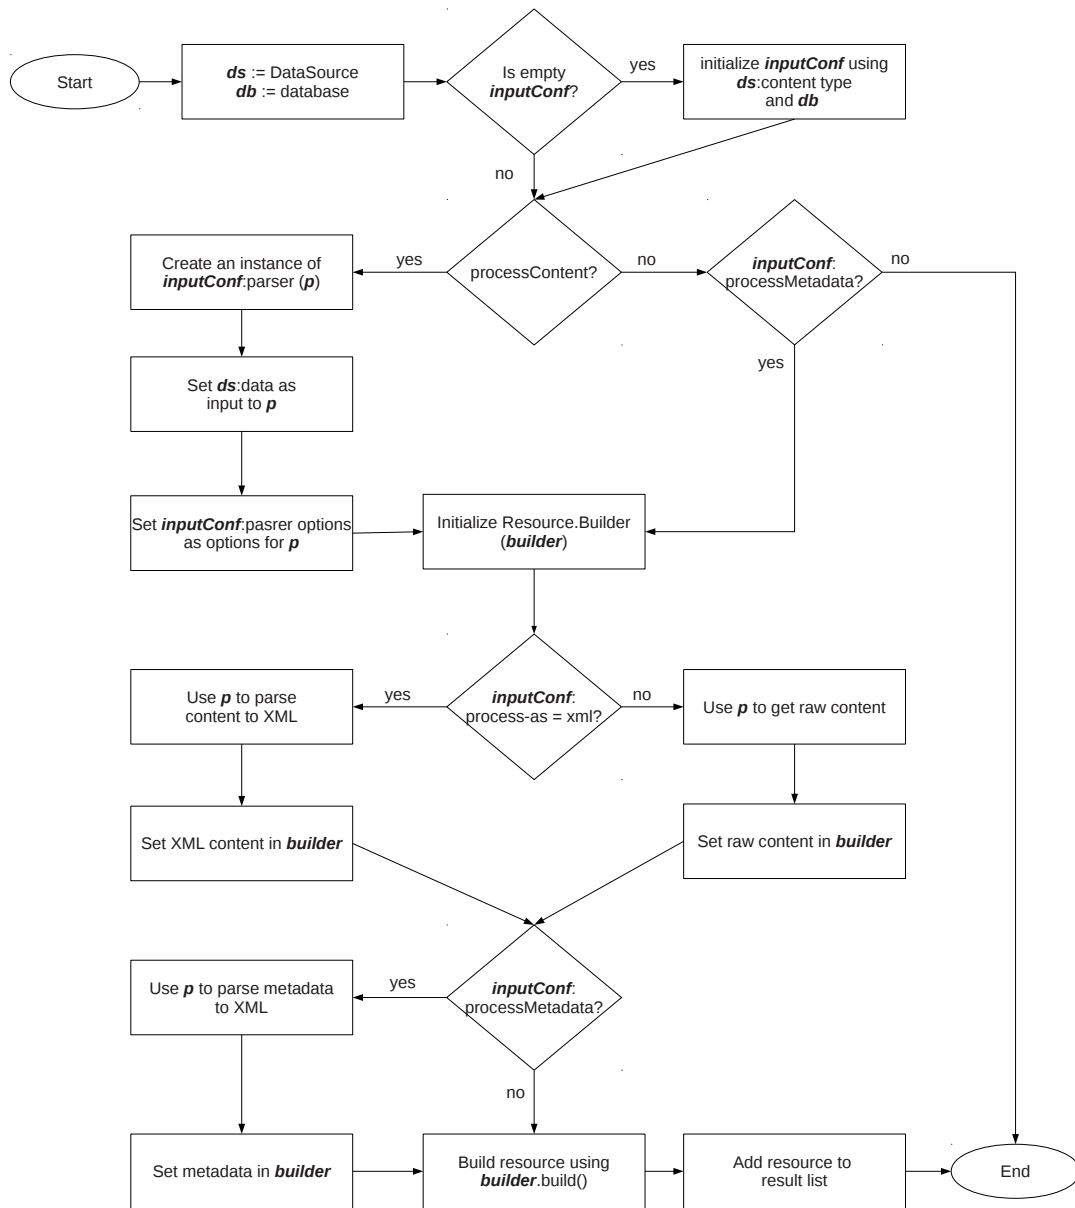 Start
ds := DataSource
db := database
Is empty
inputConf?
yes
initialize inputConf using
ds:content type
and db
no
Create an instance of
inputConf:parser (p)
yes
processContent?
no
inputConf:
processMetadata?
no
yes
Set ds:data as
input to p
Set inputConf:pasrer options
as options for p
Initialize Resource.Builder
(builder)
Use p to parse
content to XML
yes
inputConf:
process-as = xml?
no
Use p to get raw content
Set XML content in builder
Set raw content in builder
Use p to parse metadata
to XML
yes
inputConf:
processMetadata?
no
Set metadata in builder
Build resource using
builder.build()
Add resource to
result list
End